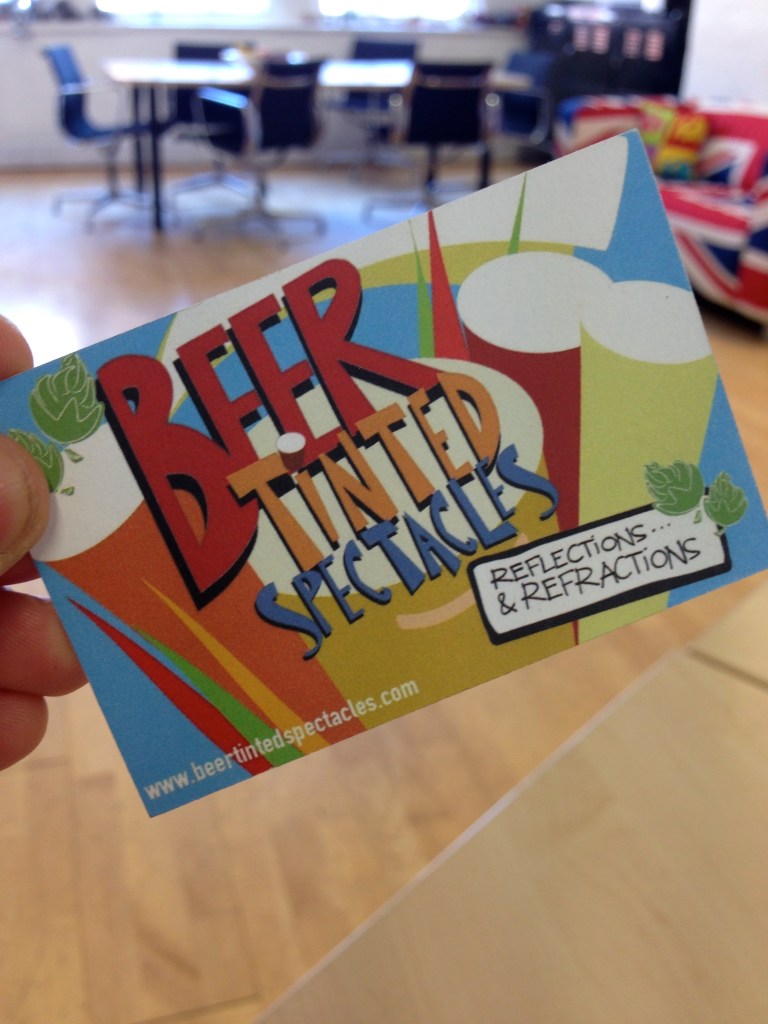 BEER
TiNTED
SPECTACLES
REFLECTiONS...
& REFRACTiONS
www.beertintedspectacles.com